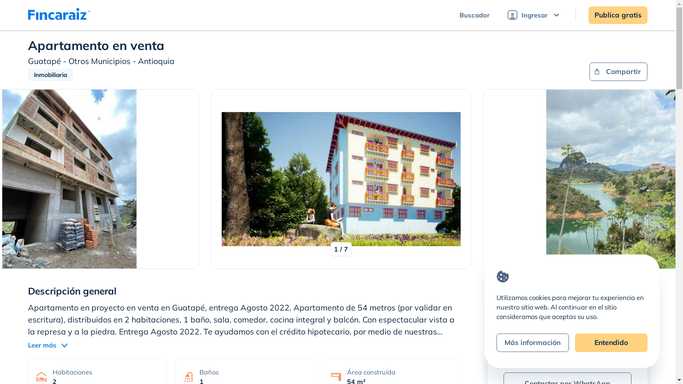 Fincaraiz
Buscador
Ingresar
Publica gratis
Apartamento en venta
Guatapé - Otros Municipios - Antioquia
Inmobiliaria
Compartir
1 / 7
Descripción general
Apartamento en proyecto en venta en Guatapé, entrega Agosto 2022, Apartamento de 54 metros (por validar en
escritura), distribuidos en 2 habitaciones, 1 baño, sala, comedor, cocina integral y balcón. Con espectacular vista a
la represa y a la piedra. Entrega Agosto 2022. Te ayudamos con el crédito hipotecario, por medio de nuestras...
Leer más
Habitaciones
2
Baños
1
Área construida
54 m²
Utilizamos cookies para mejorar tu experiencia en
nuestro sitio web. Al continuar en el sitio
consideramos que aceptas su uso.
Más información
Entendido
Contactar por WhatsApp